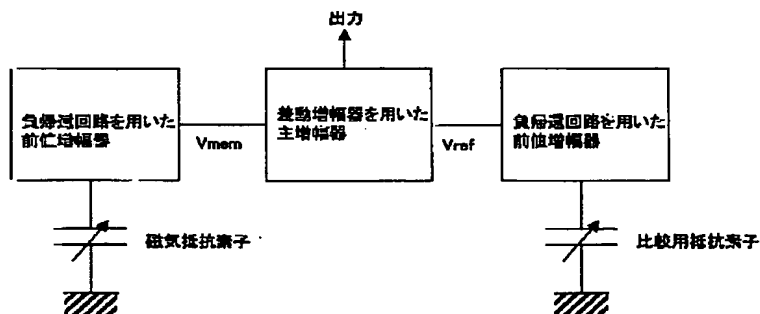 出力
負帰還回路を用いた
前位増幅器
Vmem
差動増幅器を用いた
主増幅器
Vref
負帰還回路を用いた
前位増幅器
磁気抵抗素子
比較用抵抗素子